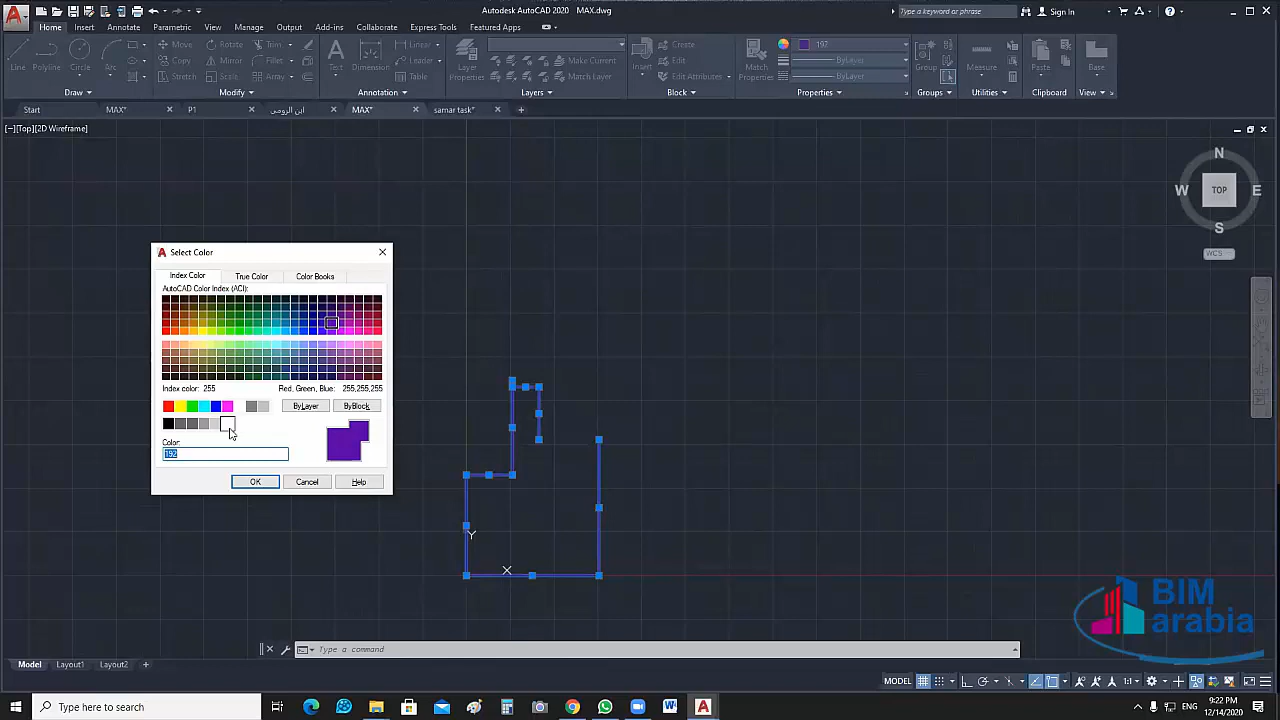 Autodesk AutoCAD 2020 MAX.dwg
Type a keyword or phrase
Sign In
Home Insert Annotate Parametric View Manage Output Add-ins Collaborate Express Tools Featured Apps
Line Polyline Circle Arc
Move Rotate Trim
Copy Mirror Fillet
Stretch Scale Array
Text Dimension
Linear
Leader
Table
Layer Properties
Make Current
Match Layer
Insert
Create
Edit
Edit Attributes
Match Properties
192
ByLayer
ByLayer
Group
Measure
Paste
Base
Draw Modify Annotation Layers Block Properties Groups Utilities Clipboard View
Start MAX* P1 ابن الرومي MAX* samar task*
[−][Top][2D Wireframe]
N
W TOP E
S
WCS
Select Color
Index Color True Color Color Books
AutoCAD Color Index (ACI):
Index color: 255 Red, Green, Blue: 255,255,255
ByLayer ByBlock
Color:
192
OK Cancel Help
Y
X
BIM
arabia
Type a command
Model Layout1 Layout2 +
MODEL 1:1
Type here to search
9:22 PM
12/14/2020